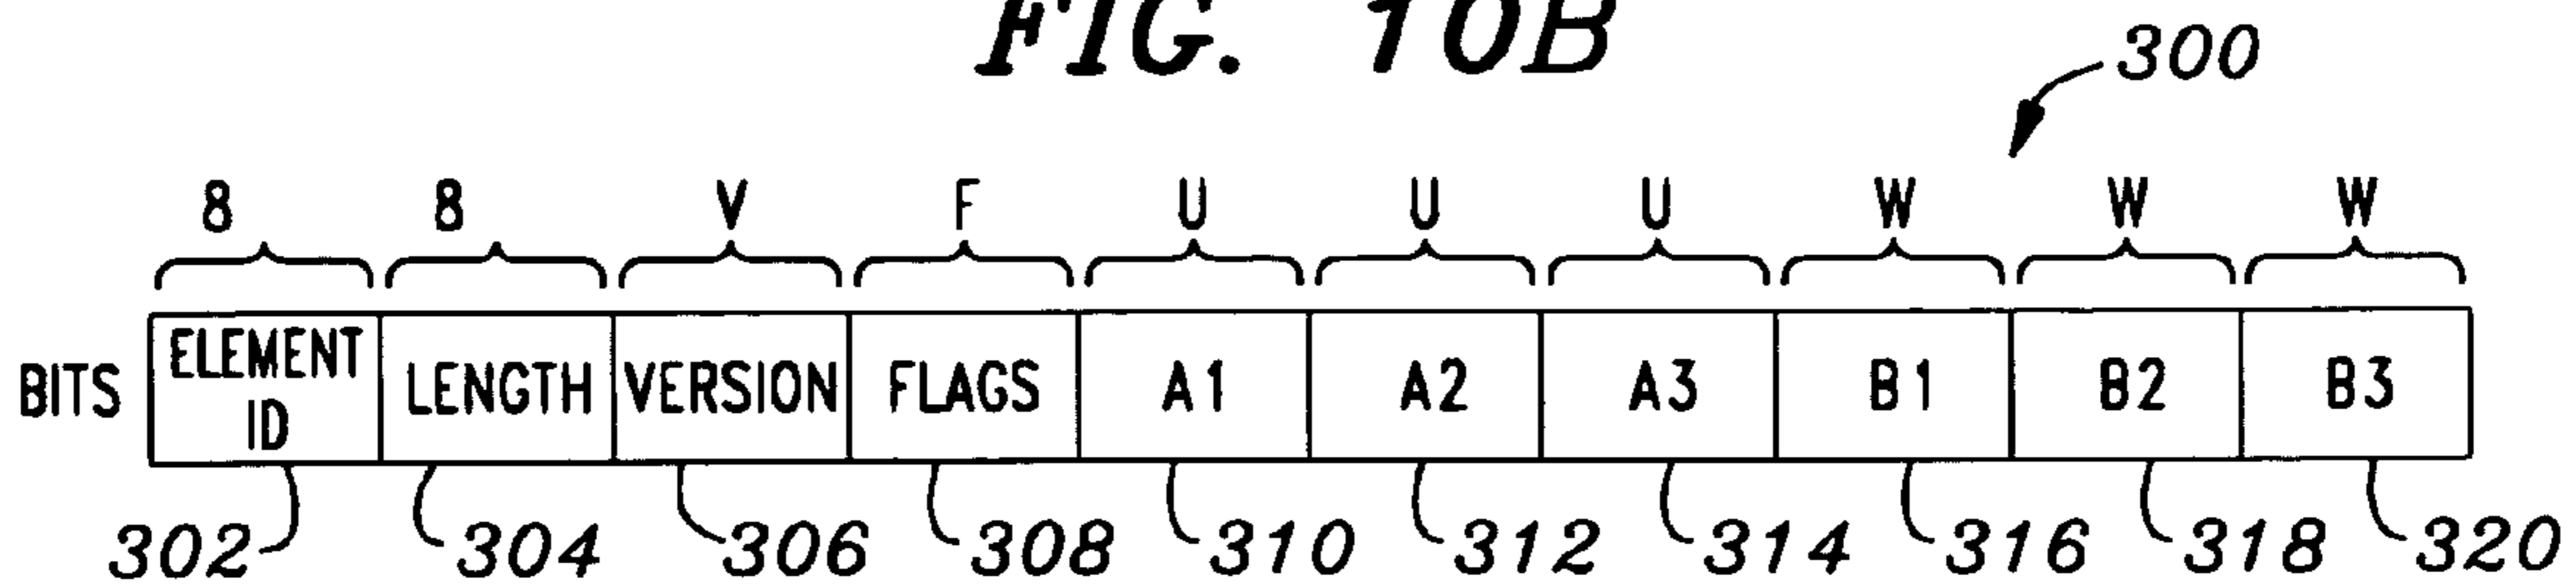 FIG. 10B
300
8 8 V F U U U W W W
BITS ELEMENT ID LENGTH VERSION FLAGS A1 A2 A3 B1 B2 B3
302 304 306 308 310 312 314 316 318 320